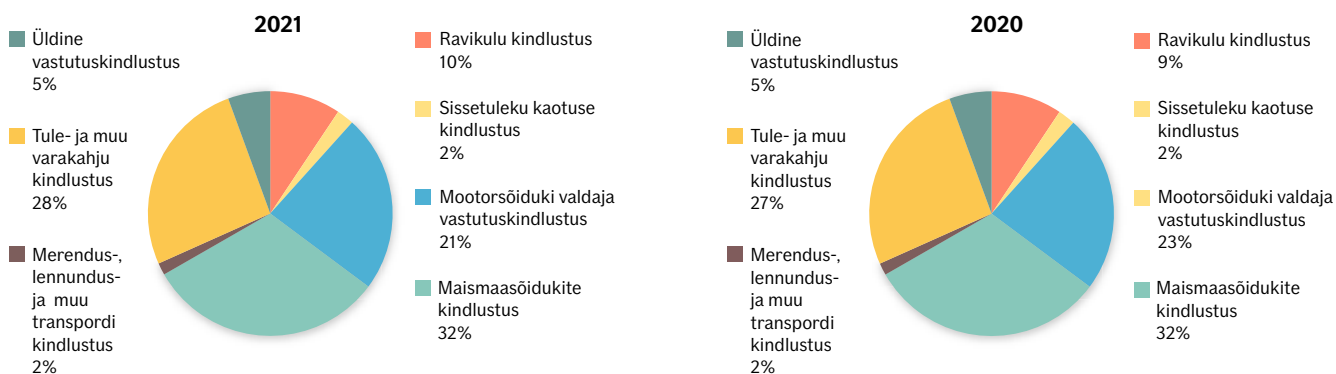 2021
Üldine
vastutuskindlustus
5%
Tule- ja muu
varakahju
kindlustus
28%
Merendus-,
lennundus-
ja muu
transpordi
kindlustus
2%
Ravikulu kindlustus
10%
Sissetuleku kaotuse
kindlustus
2%
Mootorsõiduki valdaja
vastutuskindlustus
21%
Maismaasõidukite
kindlustus
32%
2020
Üldine
vastutuskindlustus
5%
Tule- ja muu
varakahju
kindlustus
27%
Merendus-,
lennundus-
ja muu
transpordi
kindlustus
2%
Ravikulu kindlustus
9%
Sissetuleku kaotuse
kindlustus
2%
Mootorsõiduki valdaja
vastutuskindlustus
23%
Maismaasõidukite
kindlustus
32%